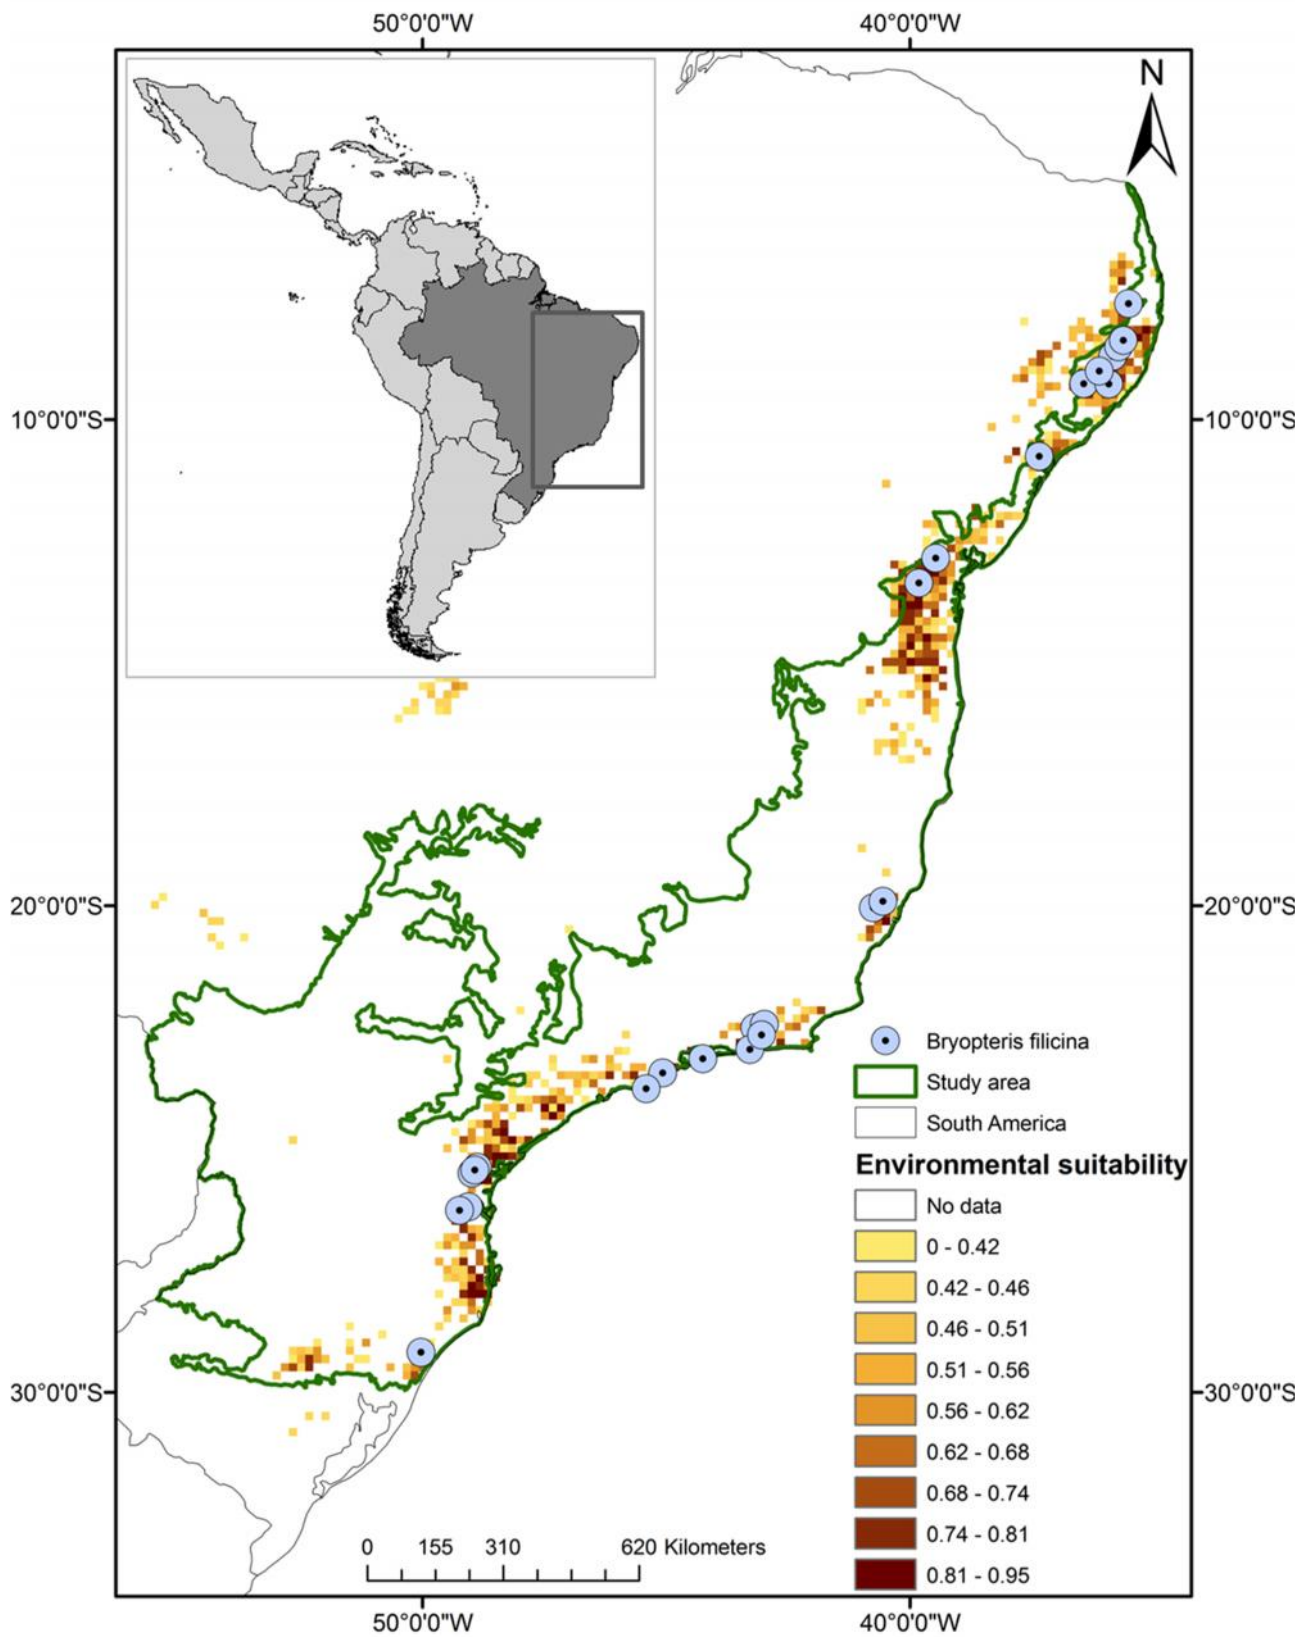 50°0'0"W 40°0'0"W
N
10°0'0"S 10°0'0"S
20°0'0"S 20°0'0"S
Bryopteris filicina
Study area
South America
Environmental suitability
No data
0 - 0.42
0.42 - 0.46
0.46 - 0.51
30°0'0"S 30°0'0"S
0.51 - 0.56
0.56 - 0.62
0.62 - 0.68
0.68 - 0.74
0.74 - 0.81
0.81 - 0.95
0 155 310 620 Kilometers
50°0'0"W 40°0'0"W